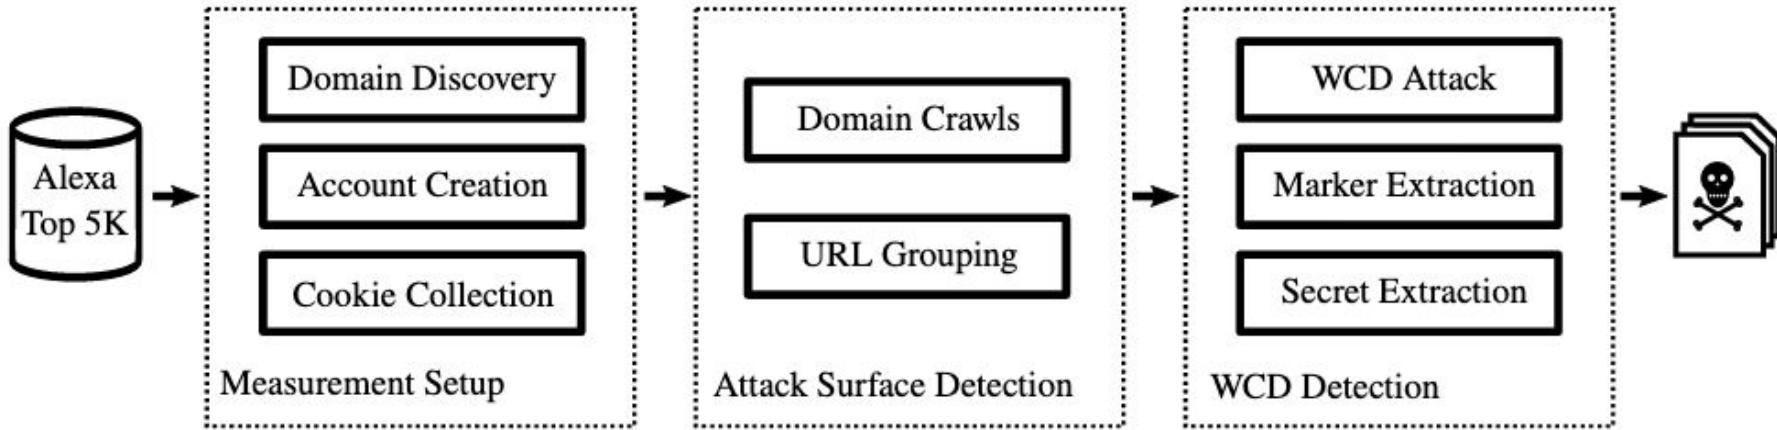 Alexa
Top 5K
Domain Discovery
Account Creation
Cookie Collection
Measurement Setup
Domain Crawls
URL Grouping
Attack Surface Detection
WCD Attack
Marker Extraction
Secret Extraction
WCD Detection